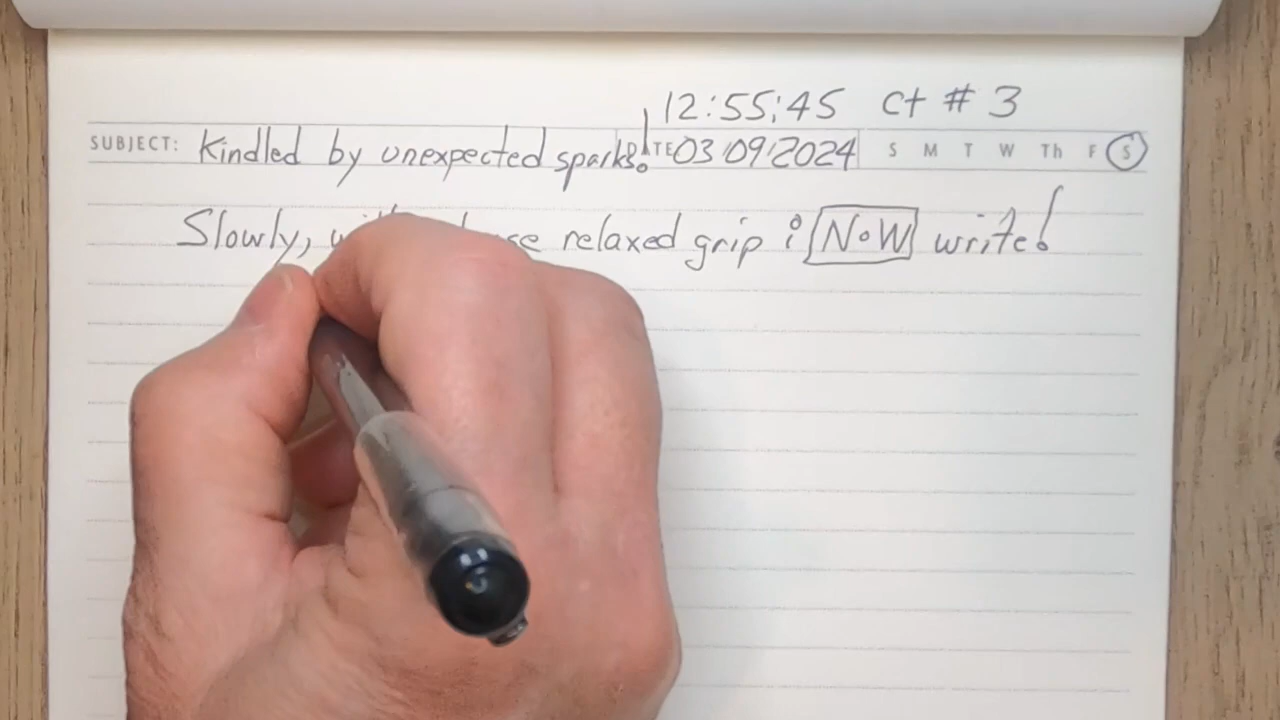 12:55:45 ct # 3
SUBJECT: Kindled by unexpected sparks! TE 03/09/2024 S M T W Th F S
Slowly, relaxed grip i NoW write!